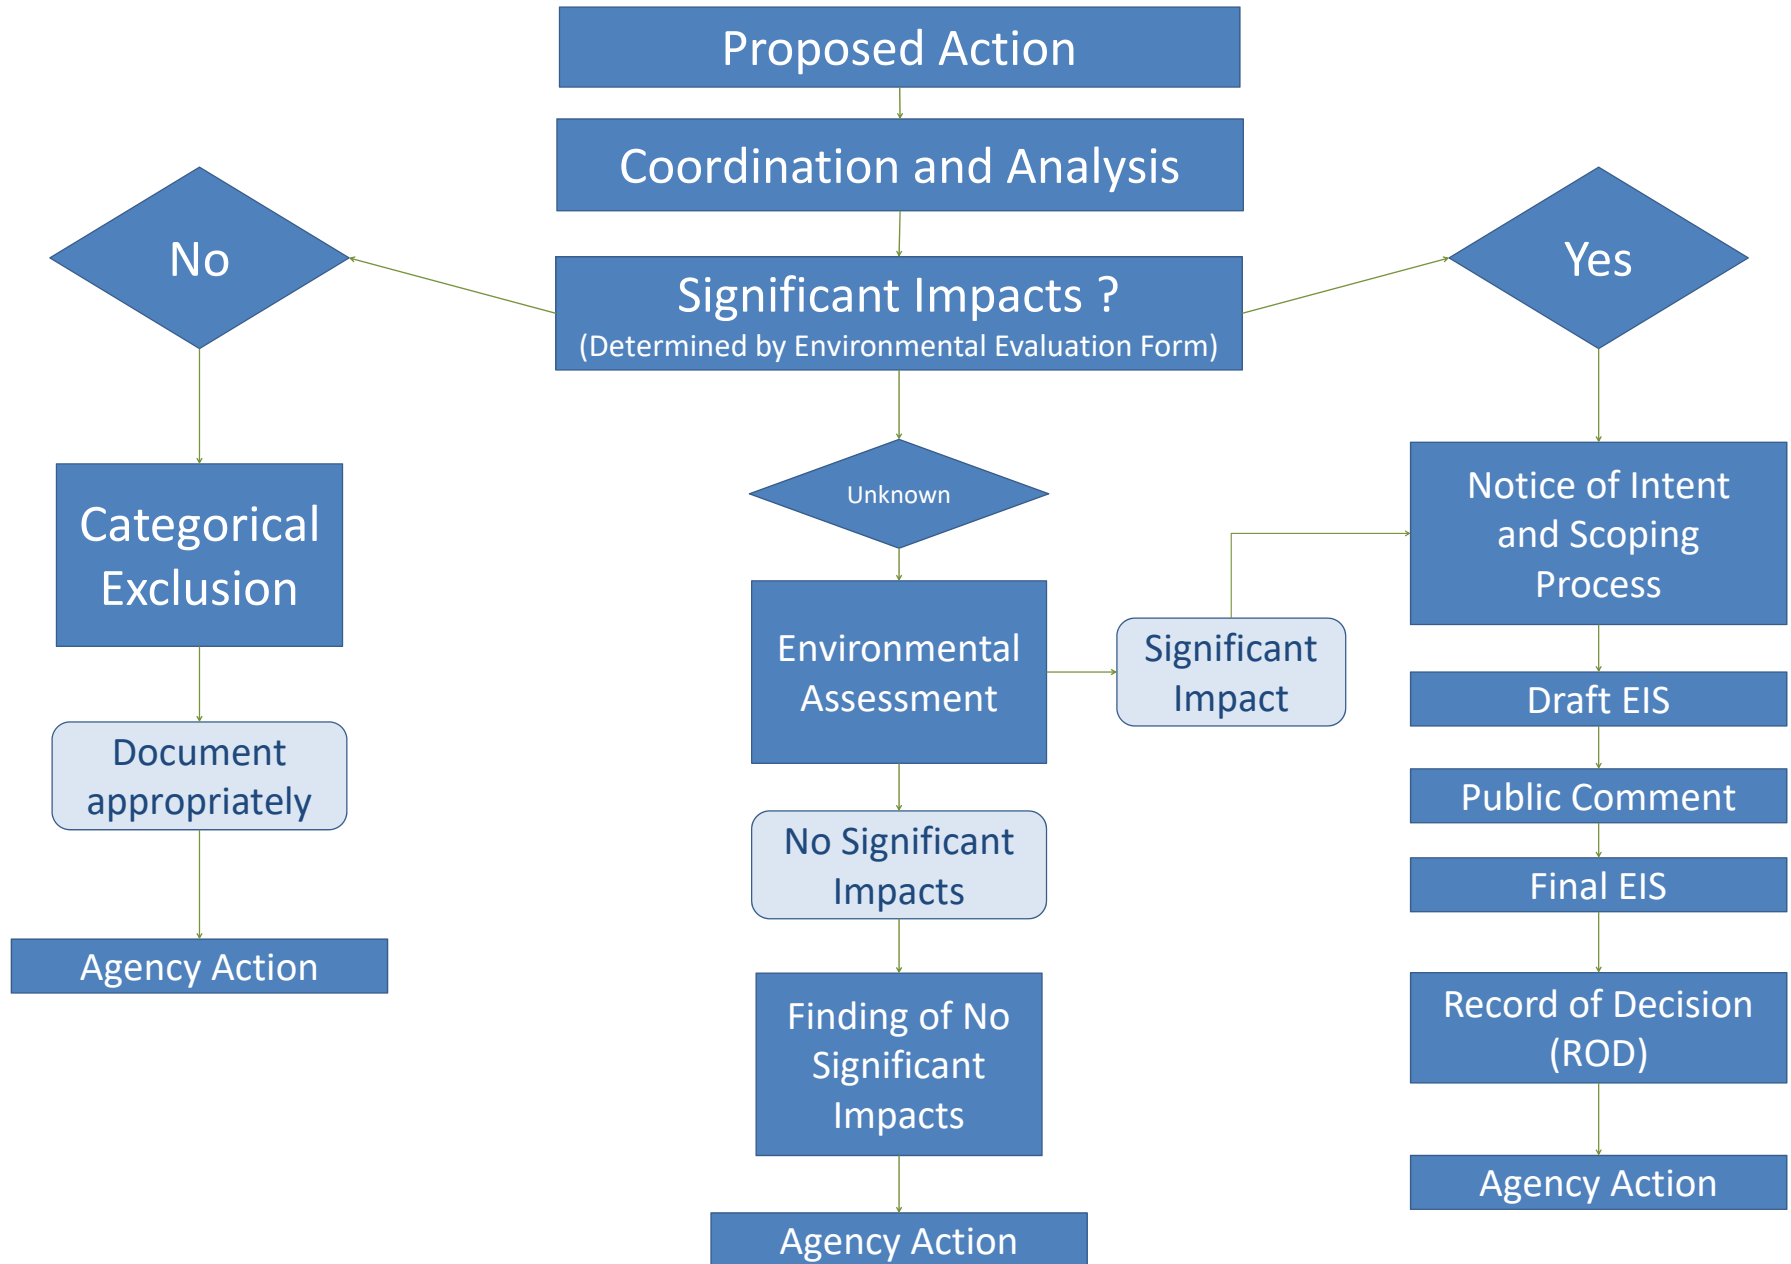 Proposed Action
Coordination and Analysis
No
Significant Impacts ?
(Determined by Environmental Evaluation Form)
Yes
Categorical
Exclusion
Document
appropriately
Agency Action
Unknown
Environmental
Assessment
Significant
Impact
No Significant
Impacts
Finding of No
Significant
Impacts
Agency Action
Notice of Intent
and Scoping
Process
Draft EIS
Public Comment
Final EIS
Record of Decision
(ROD)
Agency Action